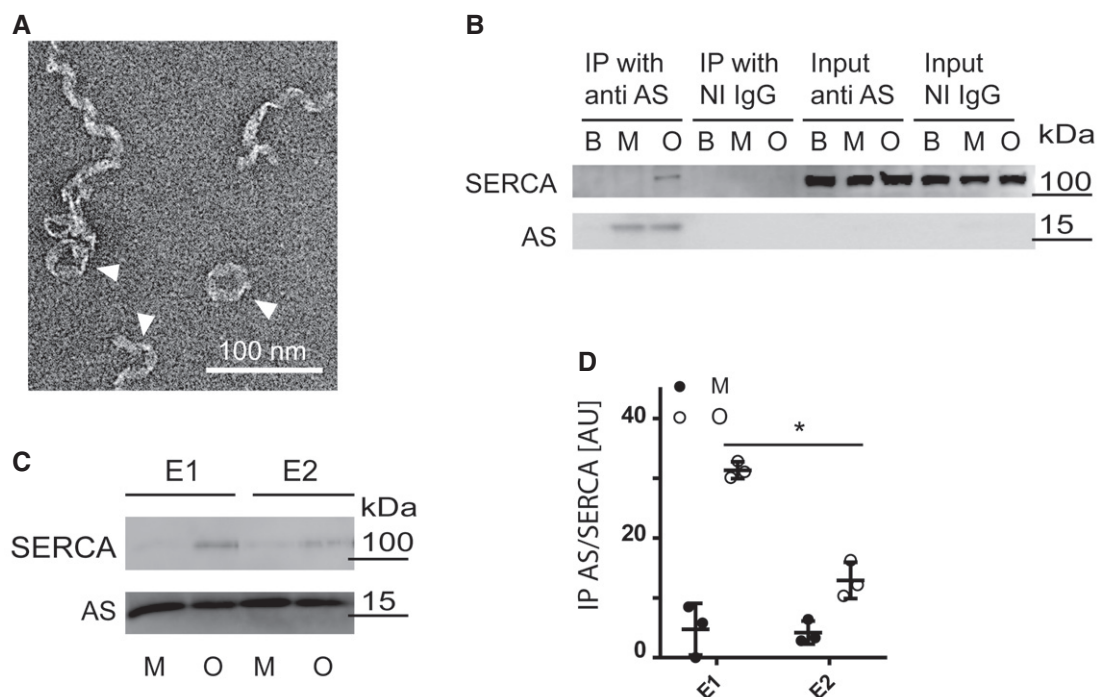 A
100 nm
B
IP with anti AS
IP with NI IgG
Input anti AS
Input NI IgG
kDa
B M O B M O B M O B M O
SERCA
100
AS
15
C
E1 E2
kDa
SERCA
100
AS
15
M O M O
D
IP AS/SERCA [AU]
M
O
*
40
20
0
E1
E2